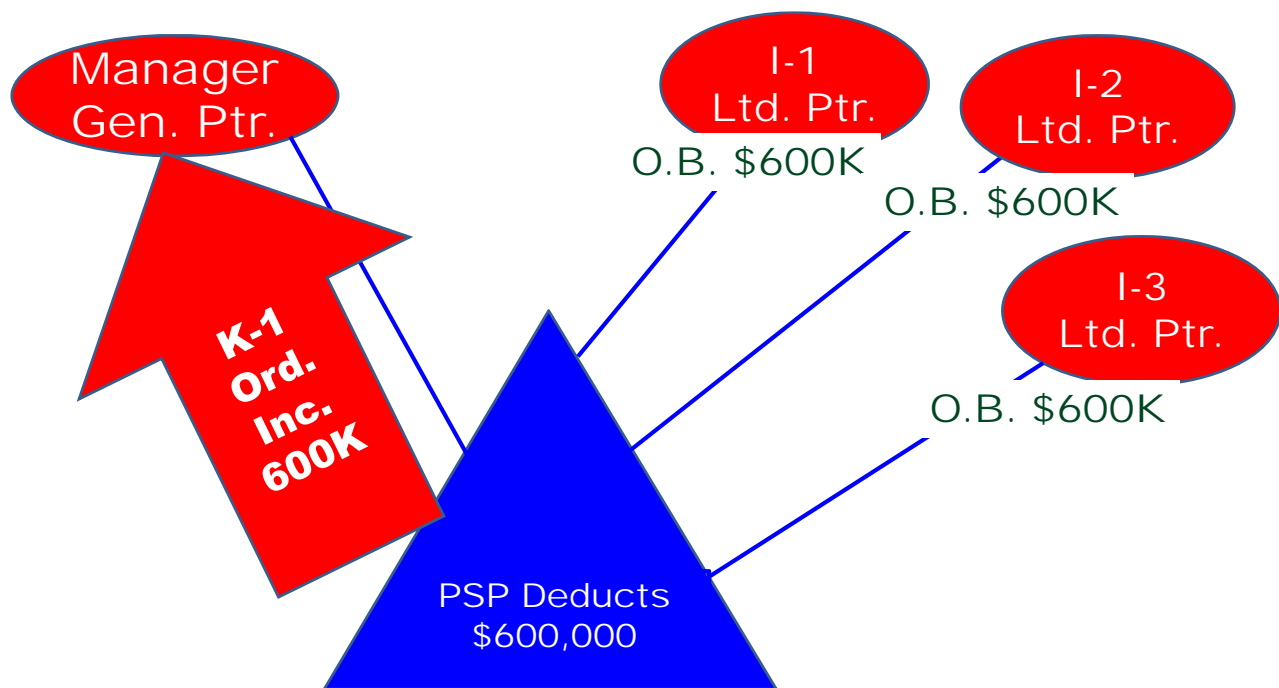 Manager
Gen. Ptr.
I-1
Ltd. Ptr.
O.B. $600K
I-2
Ltd. Ptr.
O.B. $600K
I-3
Ltd. Ptr.
O.B. $600K
K-1
Ord.
Inc.
600K
PSP Deducts
$600,000